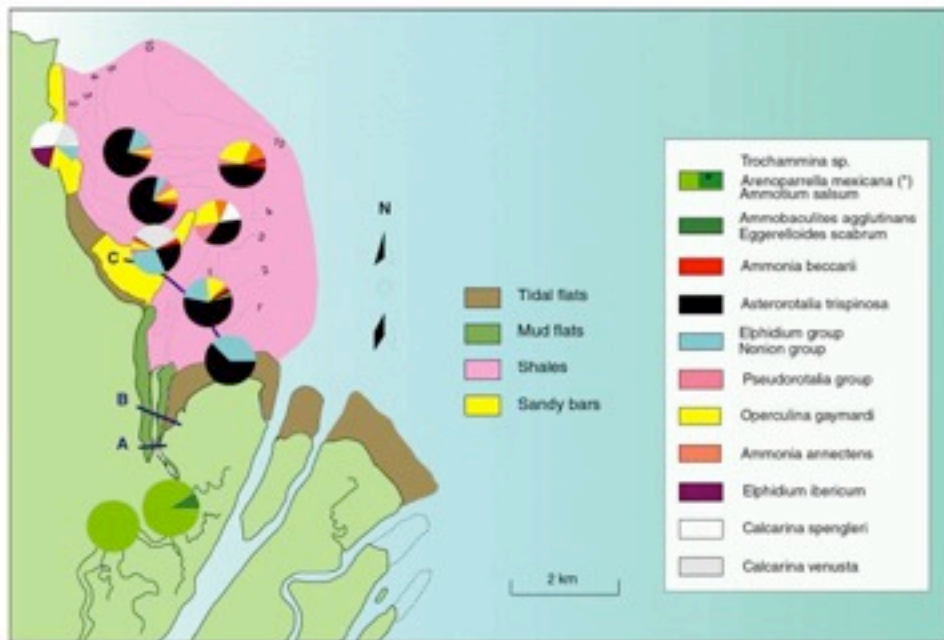 10
10
N
C
B
A
2 km
Tidal flats
Mud flats
Shales
Sandy bars
Trochammina sp.
Arenoparrella mexicana (*)
Ammotium salsum
Ammobaculites agglutinans
Eggerelloides scabrum
Ammonia beccarii
Asterorotalia trispinosa
Elphidium group
Nonion group
Pseudorotalia group
Operculina gaymardi
Ammonia annectens
Elphidium ibericum
Calcarina spengleri
Calcarina venusta